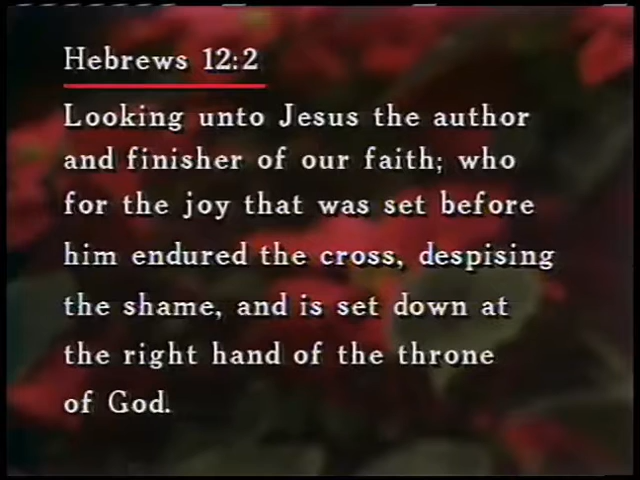 Hebrews 12:2
Looking unto Jesus the author
and finisher of our faith; who
for the joy that was set before
him endured the cross, despising
the shame, and is set down at
the right hand of the throne
of God.